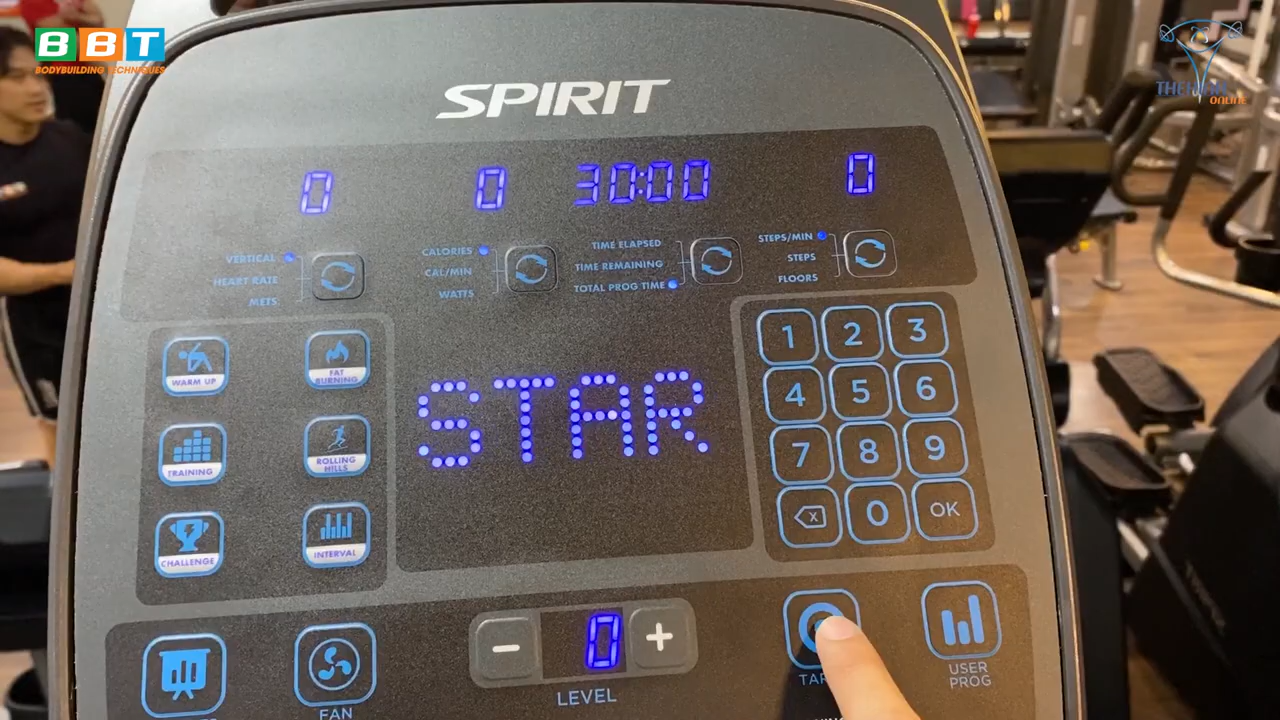 BBT
BODYBUILDING TECHNIQUES
ONLINE
SPIRIT
0 0 30:00 0
VERTICAL
HEART RATE
METS
CALORIES
CAL/MIN
WATTS
TIME ELAPSED
TIME REMAINING
TOTAL PROG TIME
STEPS/MIN
STEPS
FLOORS
WARM UP
FAT
BURNING
TRAINING
ROLLING
HILLS
CHALLENGE
INTERVAL
STAR
1 2 3
4 5 6
7 8 9
0 OK
- 0 +
LEVEL
FAN
TAR
USER
PROG